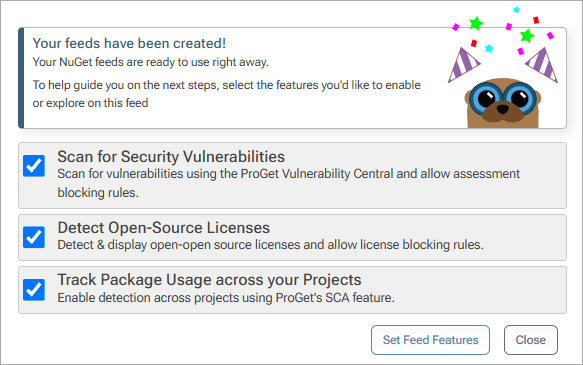 Your feeds have been created!
Your NuGet feeds are ready to use right away.
To help guide you on the next steps, select the features you'd like to enable
or explore on this feed
Scan for Security Vulnerabilities
Scan for vulnerabilities using the ProGet Vulnerability Central and allow assessment
blocking rules.
Detect Open-Source Licenses
Detect & display open-open source licenses and allow license blocking rules.
Track Package Usage across your Projects
Enable detection across projects using ProGet's SCA feature.
Set Feed Features
Close